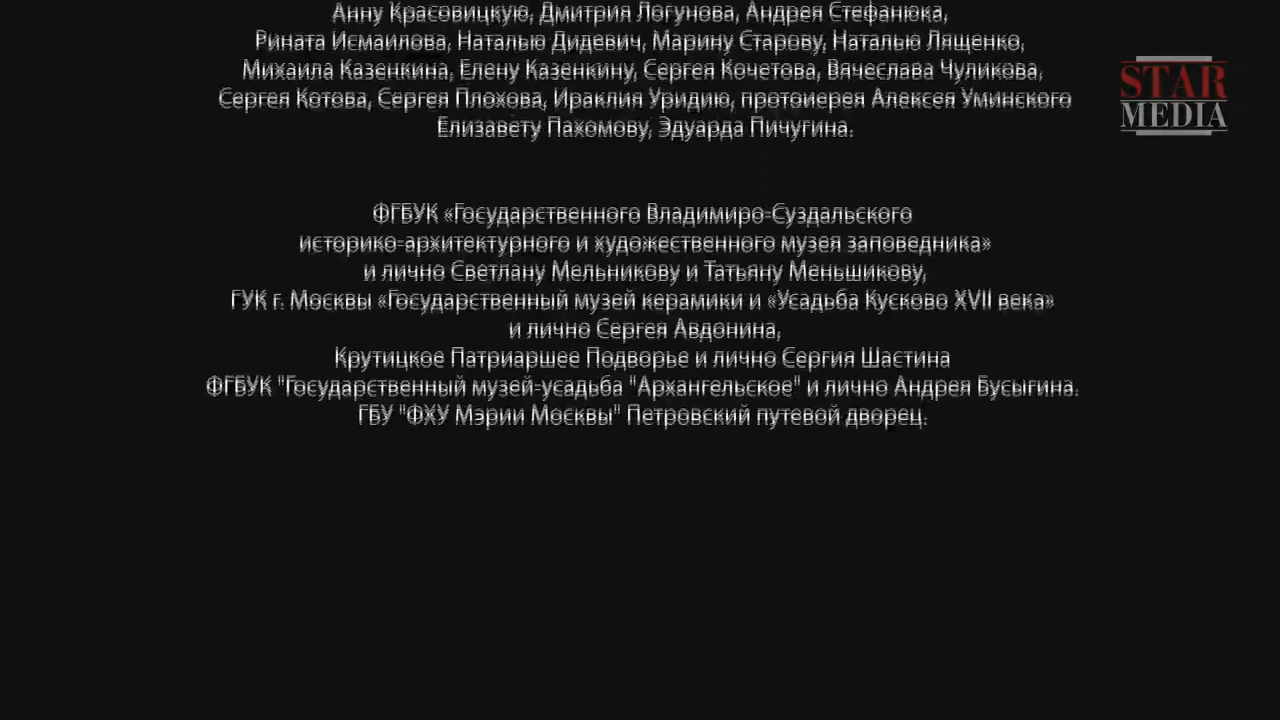 Анну Красовицкую, Дмитрия Логунова, Андрея Стефанюка,
Рината Исмаилова, Наталью Дидевич, Марину Старову, Наталью Лященко,
Михаила Казенкина, Елену Казенкину, Сергея Кочетова, Вячеслава Чуликова,
Сергея Котова, Сергея Плохова, Ираклия Уридию, протоиерея Алексея Уминского
Елизавету Пахомову, Эдуарда Пичугина.
STAR
MEDIA
ФГБУК «Государственного Владимиро-Суздальского
историко-архитектурного и художественного музея заповедника»
и лично Светлану Мельникову и Татьяну Меньшикову,
ГУК г. Москвы «Государственный музей керамики и «Усадьба Кусково XVII века»
и лично Сергея Авдонина,
Крутицкое Патриаршее Подворье и лично Сергия Шастина
ФГБУК "Государственный музей-усадьба "Архангельское" и лично Андрея Бусыгина.
ГБУ "ФХУ Мэрии Москвы" Петровский путевой дворец.